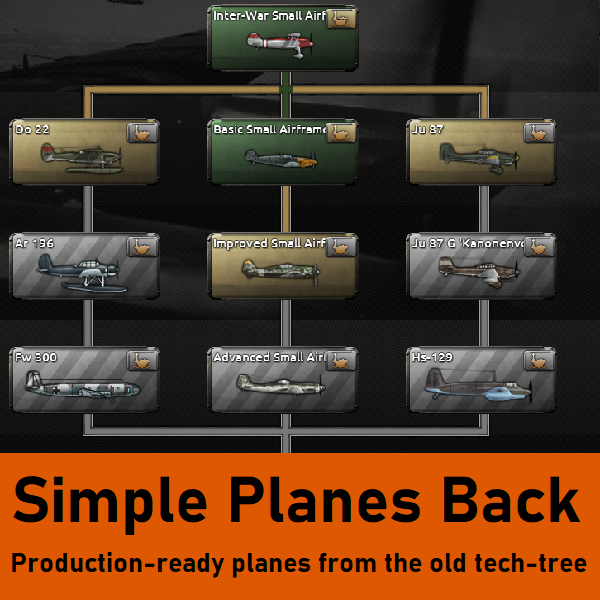 Inter-War Small Airf
Do 22
Basic Small Airframe
Ju 87
Ar 196
Improved Small Airf
Ju 87 G 'Kanonenvo
Fw 300
Advanced Small Airf
Hs-129
Simple Planes Back
Production-ready planes from the old tech-tree